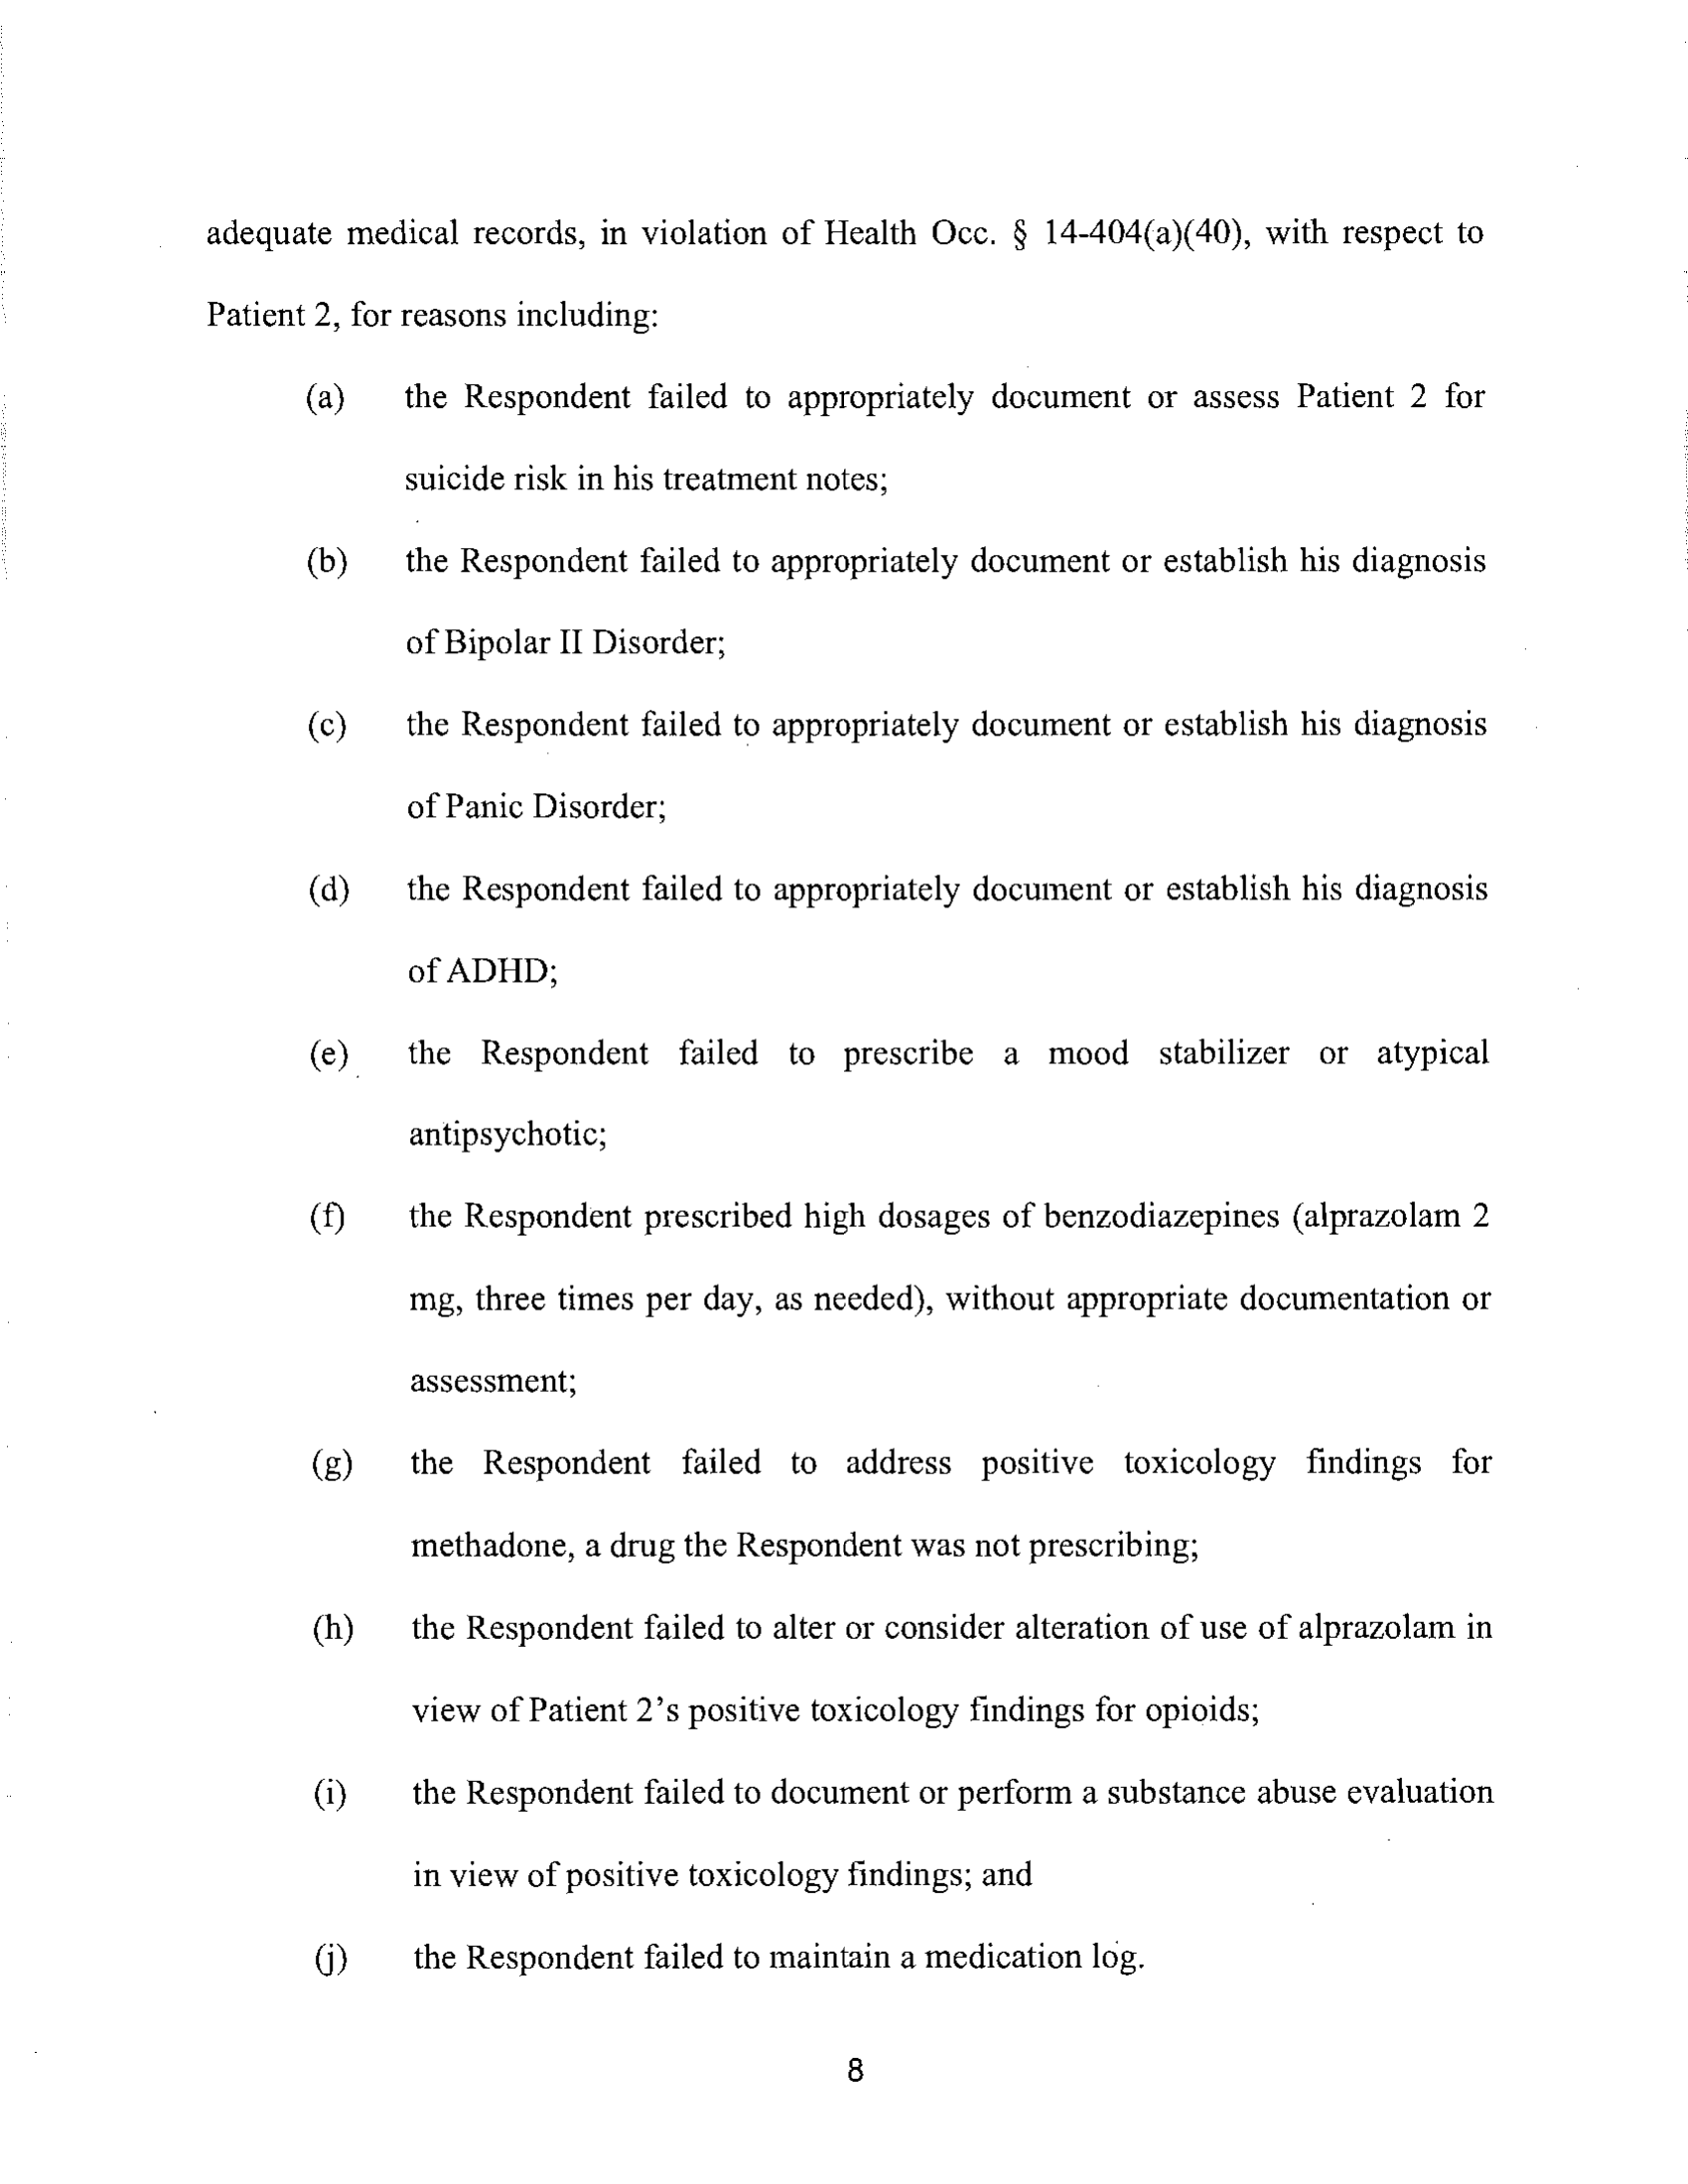 adequate medical records, in violation of Health Occ. § 14-404(a)(40), with respect to
Patient 2, for reasons including:
(a) the Respondent failed to appropriately document or assess Patient 2 for
suicide risk in his treatment notes;
(b) the Respondent failed to appropriately document or establish his diagnosis
of Bipolar II Disorder;
(c) the Respondent failed to appropriately document or establish his diagnosis
of Panic Disorder;
(d) the Respondent failed to appropriately document or establish his diagnosis
of ADHD;
(e) the Respondent failed to prescribe a mood stabilizer or atypical
antipsychotic;
(f) the Respondent prescribed high dosages of benzodiazepines (alprazolam 2
mg, three times per day, as needed), without appropriate documentation or
assessment;
(g) the Respondent failed to address positive toxicology findings for
methadone, a drug the Respondent was not prescribing;
(h) the Respondent failed to alter or consider alteration of use of alprazolam in
view of Patient 2's positive toxicology findings for opioids;
(i) the Respondent failed to document or perform a substance abuse evaluation
in view of positive toxicology findings; and
(j) the Respondent failed to maintain a medication log.
8